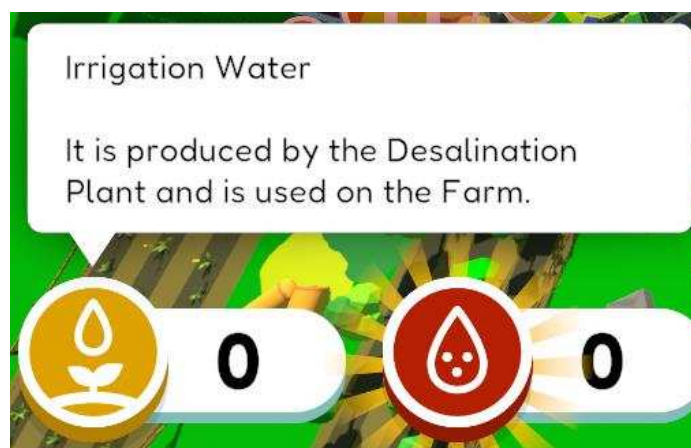 Irrigation Water
It is produced by the Desalination
Plant and is used on the Farm.
0
0